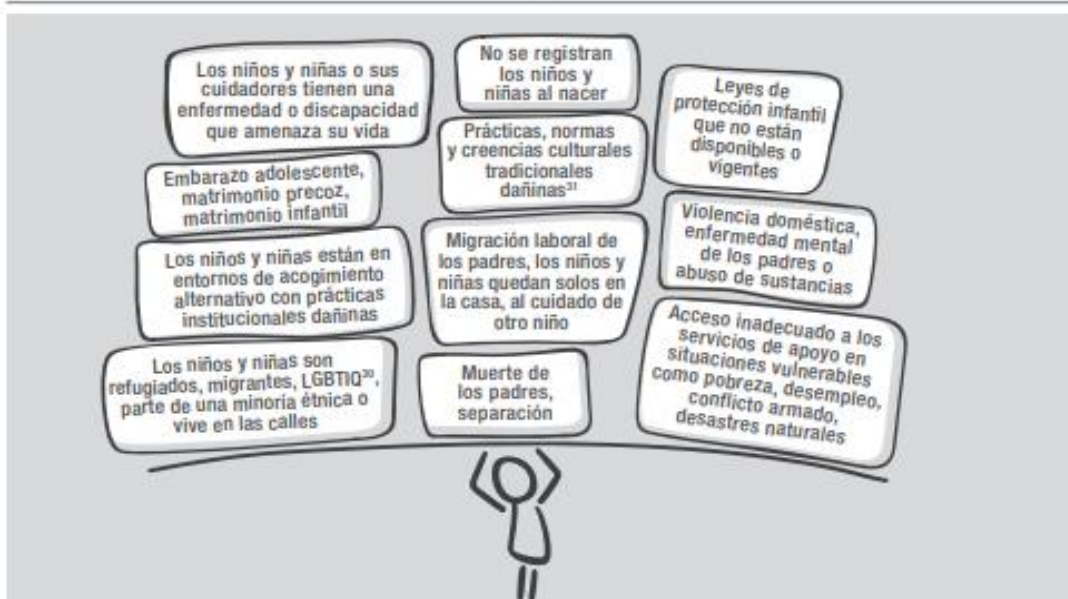 Los niños y niñas o sus
cuidadores tienen una
enfermedad o discapacidad
que amenaza su vida
Embarazo adolescente,
matrimonio precoz,
matrimonio infantil
Los niños y niñas están en
entornos de acogimiento
alternativo con prácticas
institucionales dañinas
Los niños y niñas son
refugiados, migrantes, LGBTIQ³⁰,
parte de una minoría étnica o
vive en las calles
No se registran
los niños y
niñas al nacer
Prácticas, normas
y creencias culturales
tradicionales
dañinas³¹
Migración laboral de
los padres, los niños y
niñas quedan solos en
la casa, al cuidado de
otro niño
Muerte de
los padres,
separación
Leyes de
protección infantil
que no están
disponibles o
vigentes
Violencia doméstica,
enfermedad mental
de los padres o
abuso de sustancias
Acceso inadecuado a los
servicios de apoyo en
situaciones vulnerables
como pobreza, desempleo,
conflicto armado,
desastres naturales